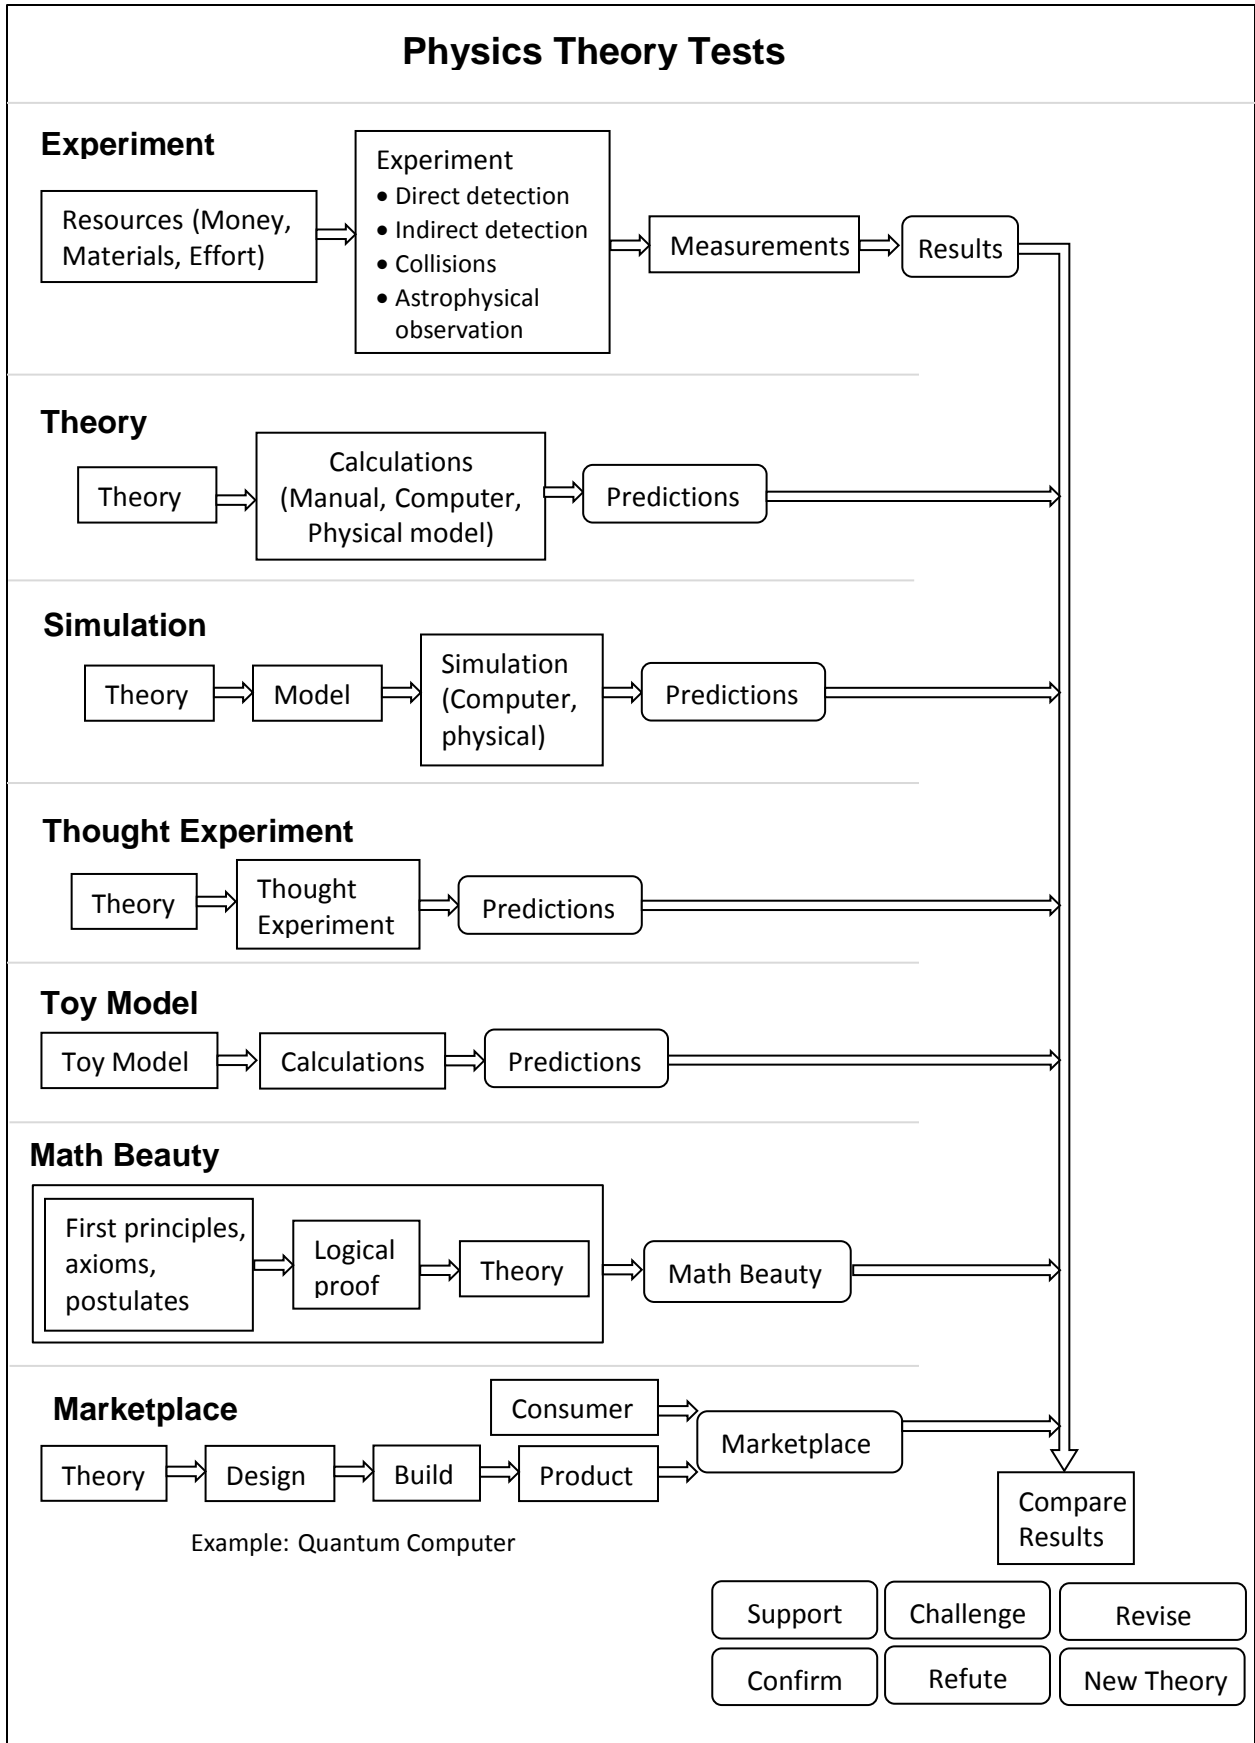 Physics Theory Tests
Experiment
Resources (Money,
Materials, Effort)
Experiment
• Direct detection
• Indirect detection
• Collisions
• Astrophysical
observation
Measurements
Results
Theory
Theory
Calculations
(Manual, Computer,
Physical model)
Predictions
Simulation
Theory
Model
Simulation
(Computer,
physical)
Predictions
Thought Experiment
Theory
Thought
Experiment
Predictions
Toy Model
Toy Model
Calculations
Predictions
Math Beauty
First principles,
axioms,
postulates
Logical
proof
Theory
Math Beauty
Marketplace
Consumer
Marketplace
Theory
Design
Build
Product
Example: Quantum Computer
Compare
Results
Support
Challenge
Revise
Confirm
Refute
New Theory